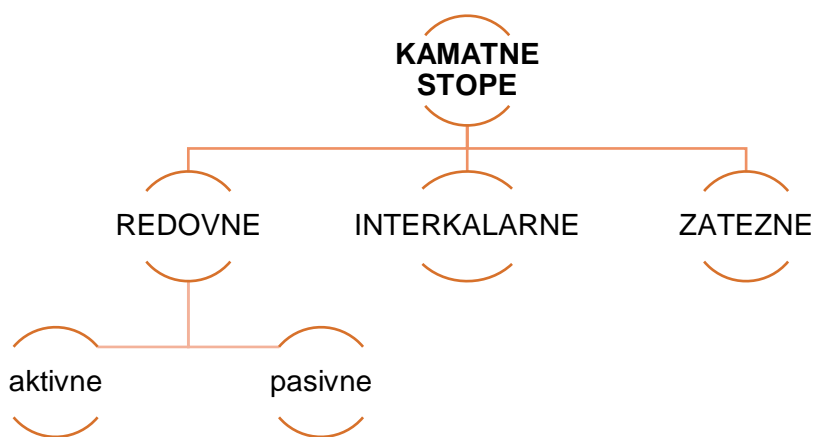 KAMATNE
STOPE
REDOVNE
INTERKALARNE
ZATEZNE
aktivne
pasivne